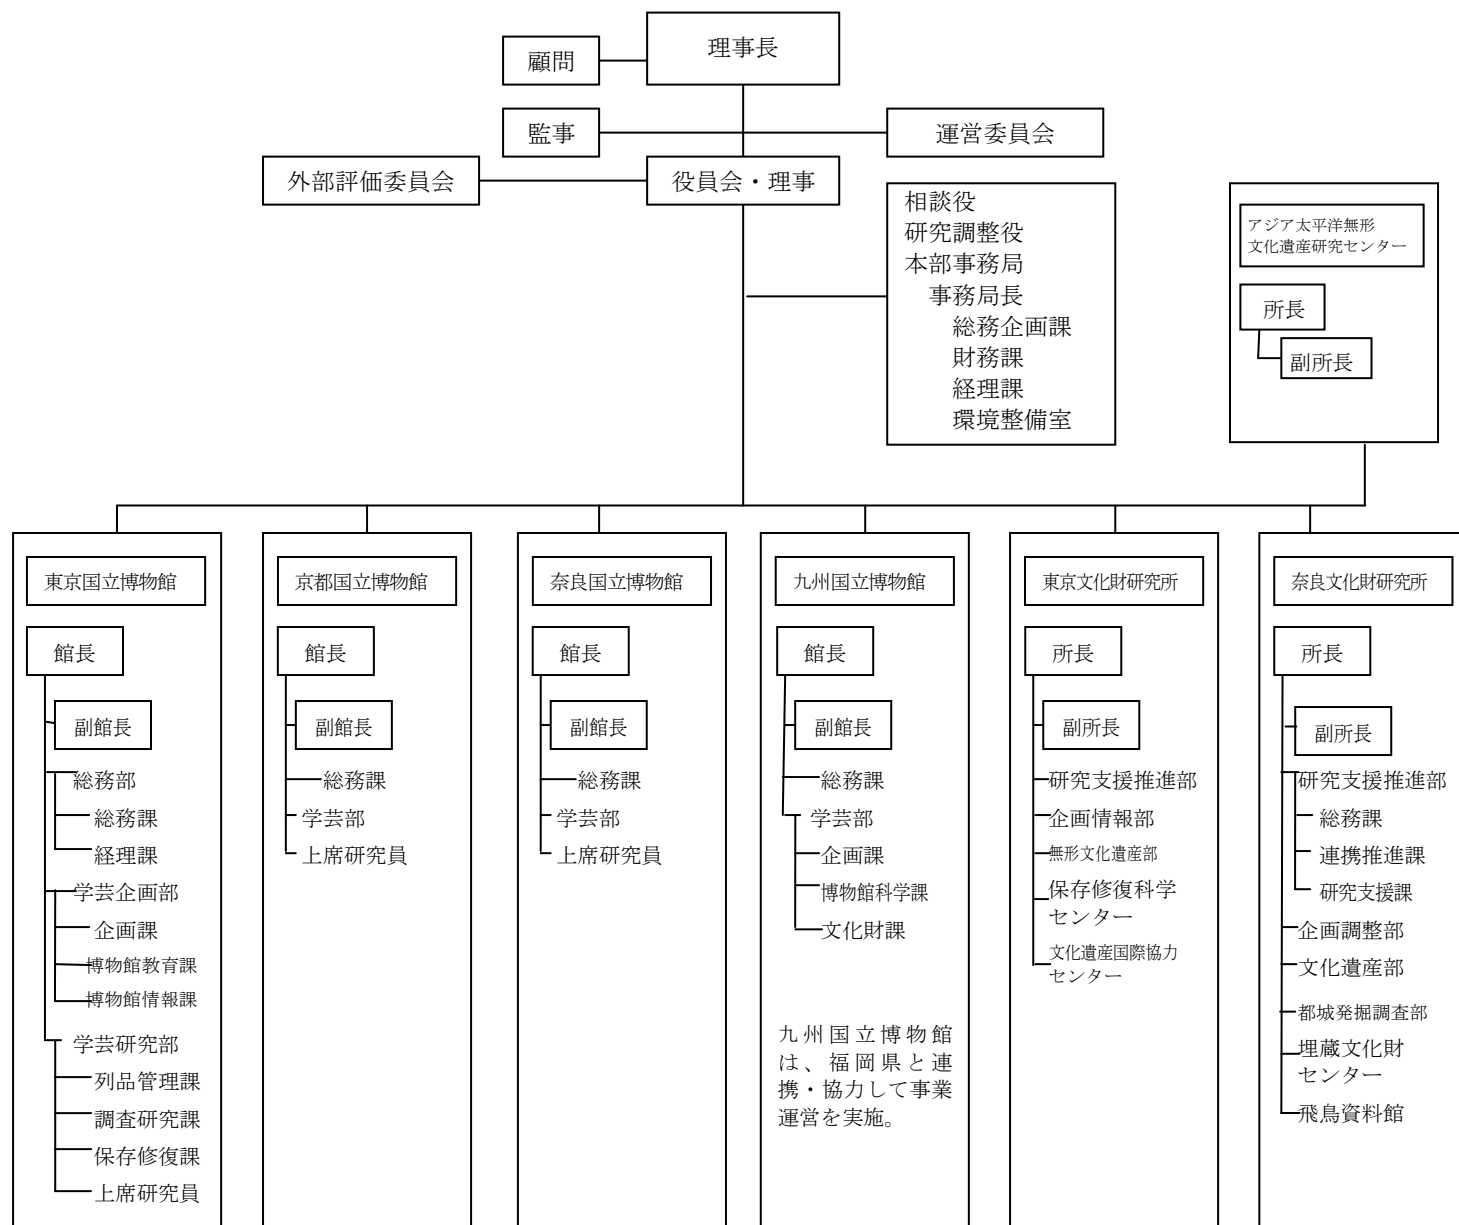 理事長
顧問
監事
運営委員会
外部評価委員会
役員会・理事
相談役
研究調整役
本部事務局
事務局長
総務企画課
財務課
経理課
環境整備室
アジア太平洋無形
文化遺産研究センター
所長
副所長
東京国立博物館
館長
副館長
総務部
総務課
経理課
学芸企画部
企画課
博物館教育課
博物館情報課
学芸研究部
列品管理課
調査研究課
保存修復課
上席研究員
京都国立博物館
館長
副館長
総務課
学芸部
上席研究員
奈良国立博物館
館長
副館長
総務課
学芸部
上席研究員
九州国立博物館
館長
副館長
総務課
学芸部
企画課
博物館科学課
文化財課
九州国立博物館
は、福岡県と連
携・協力して事業
運営を実施。
東京文化財研究所
所長
副所長
研究支援推進部
企画情報部
無形文化遺産部
保存修復科学
センター
文化遺産国際協力
センター
奈良文化財研究所
所長
副所長
研究支援推進部
総務課
連携推進課
研究支援課
企画調整部
文化遺産部
都城発掘調査部
埋蔵文化財
センター
飛鳥資料館